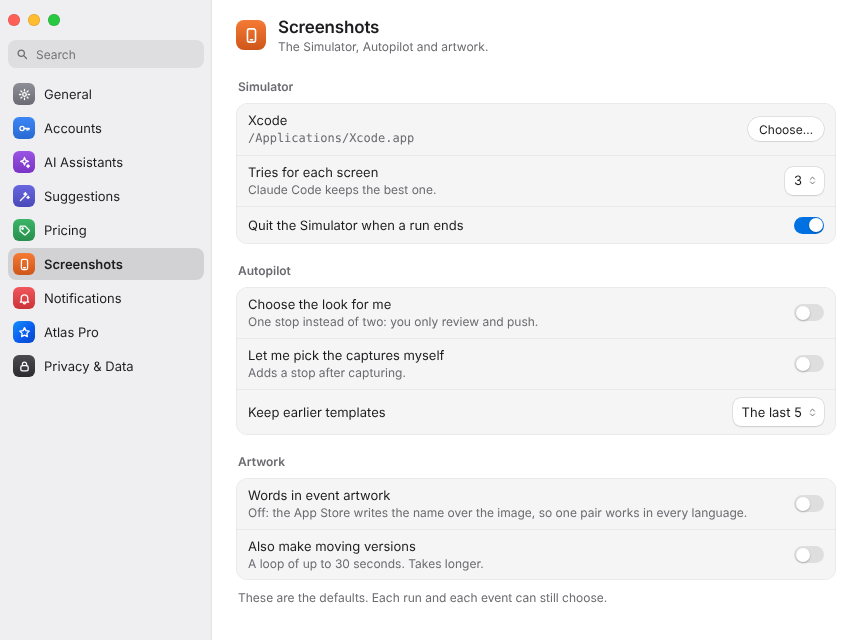 Search
General
Accounts
AI Assistants
Suggestions
Pricing
Screenshots
Notifications
Atlas Pro
Privacy & Data
Screenshots
The Simulator, Autopilot and artwork.
Simulator
Xcode
/Applications/Xcode.app
Choose...
Tries for each screen
Claude Code keeps the best one.
3
Quit the Simulator when a run ends
Autopilot
Choose the look for me
One stop instead of two: you only review and push.
Let me pick the captures myself
Adds a stop after capturing.
Keep earlier templates
The last 5
Artwork
Words in event artwork
Off: the App Store writes the name over the image, so one pair works in every language.
Also make moving versions
A loop of up to 30 seconds. Takes longer.
These are the defaults. Each run and each event can still choose.